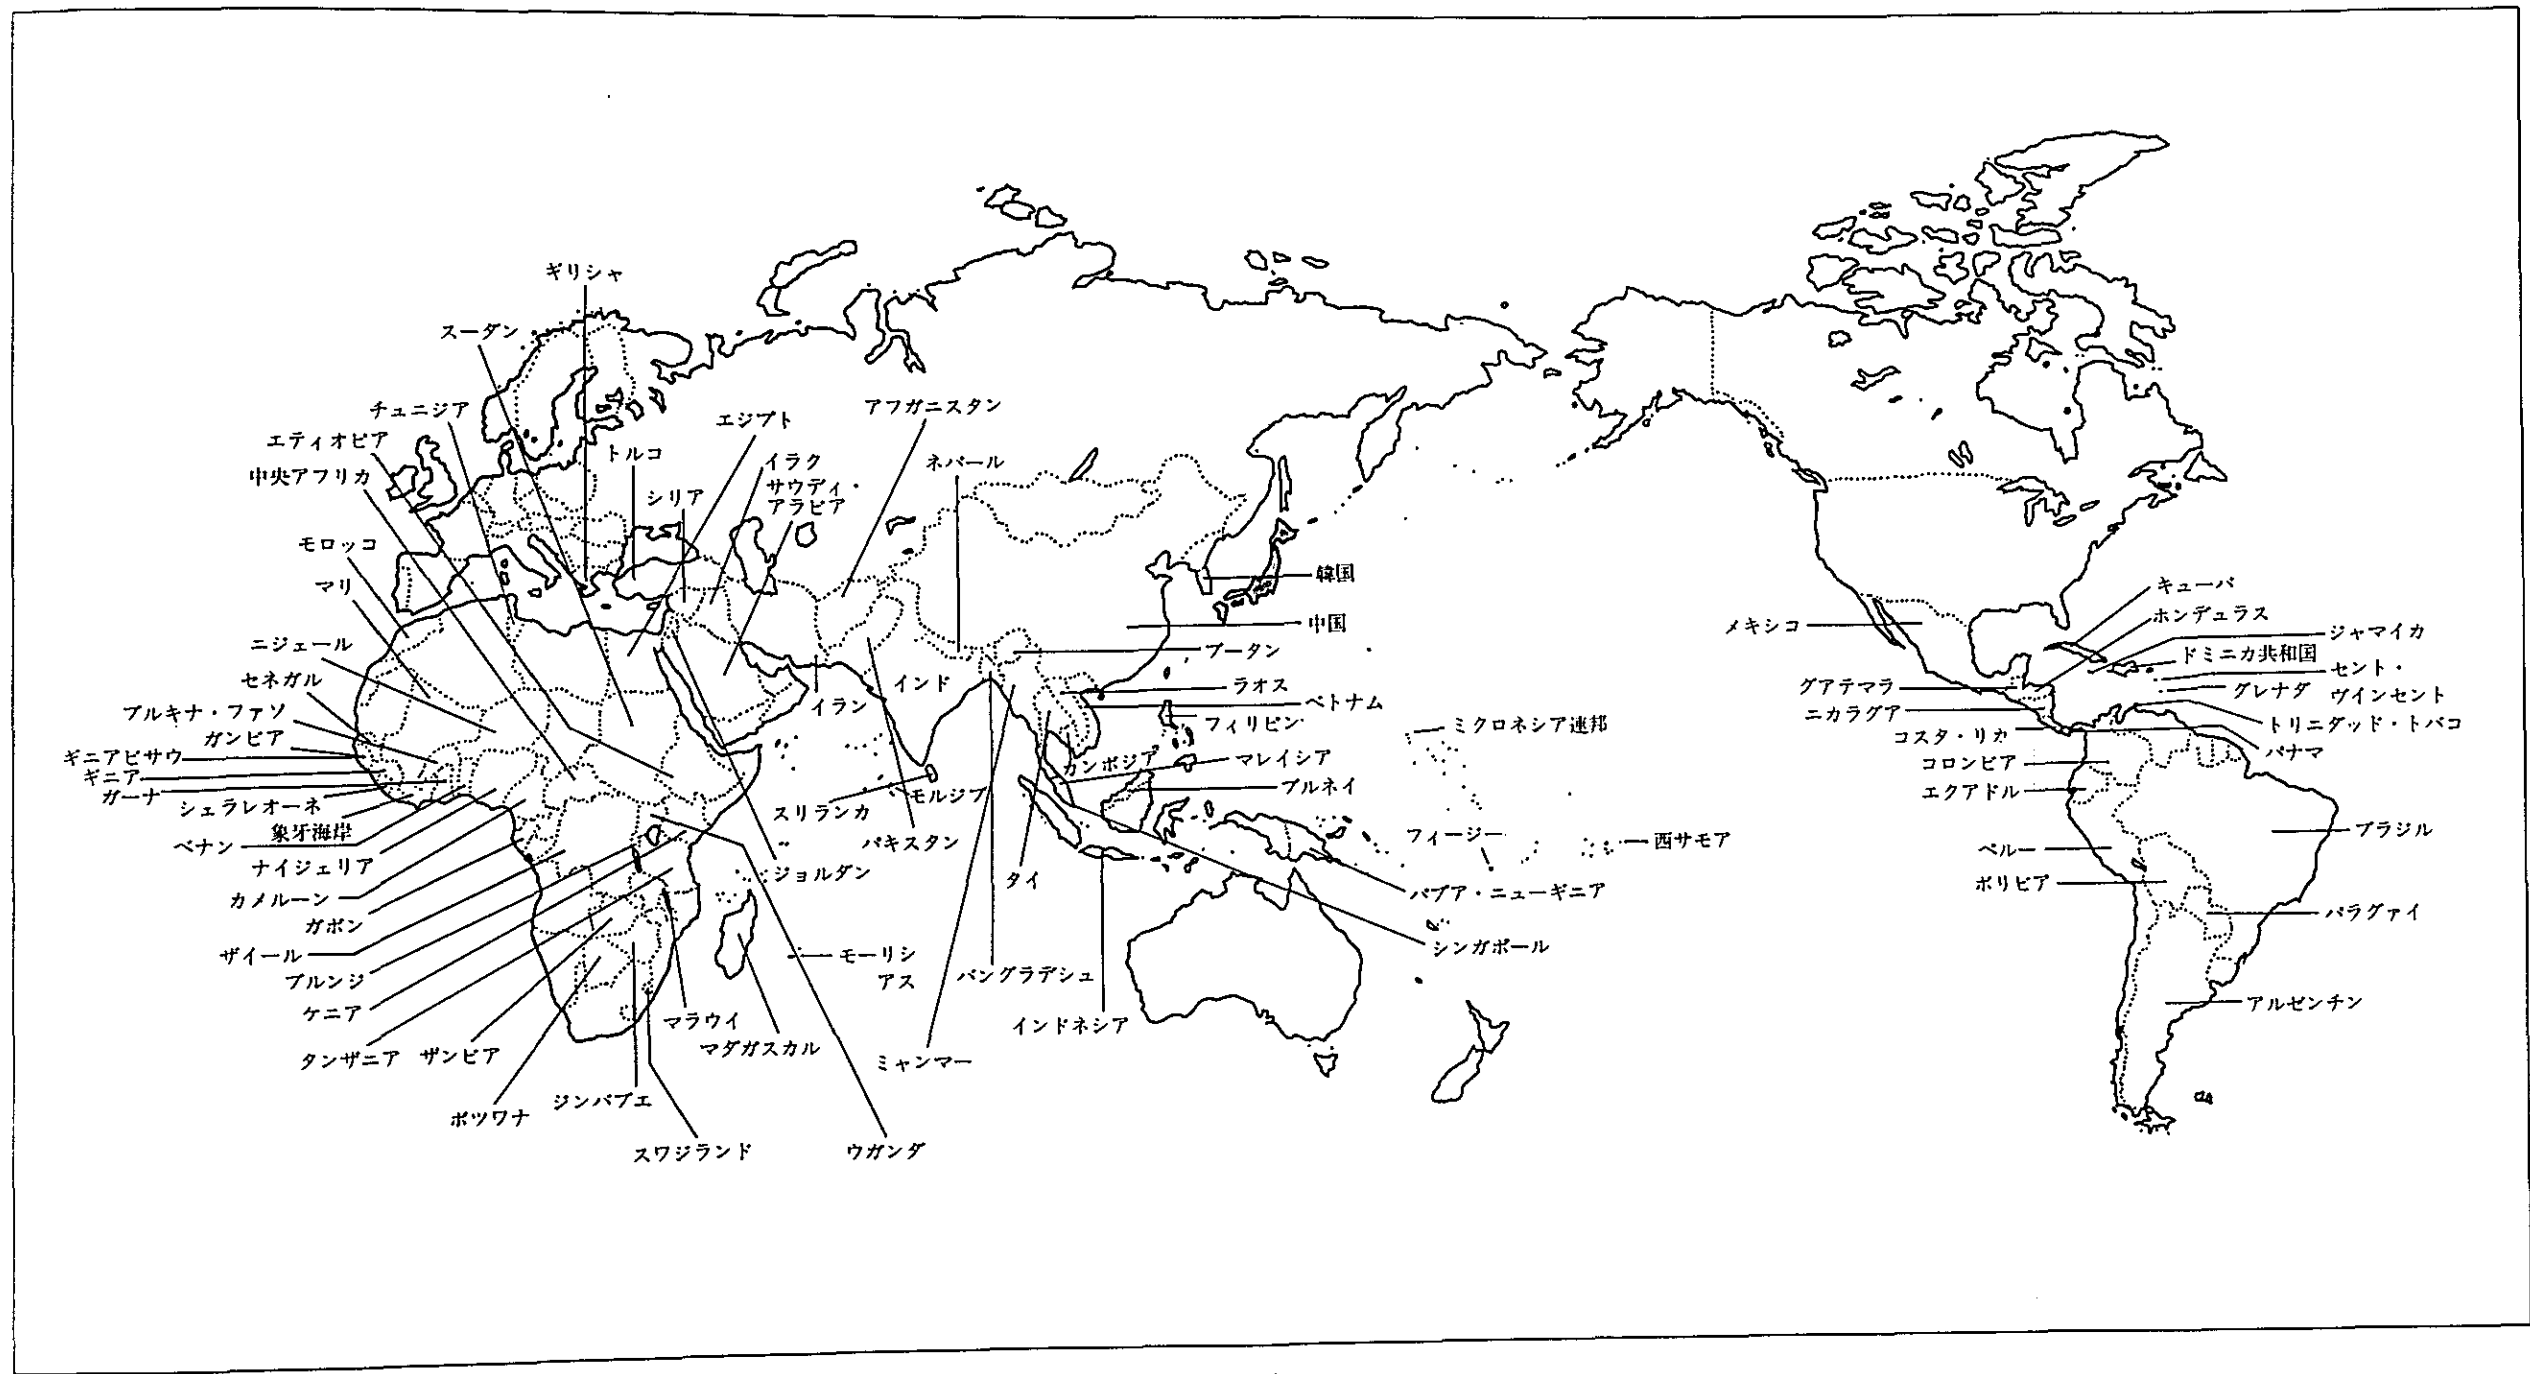 ギリシャ
スーダン
チュニジア
エティオピア
中央アフリカ
モロッコ
マリ
ニジェール
セネガル
ブルキナ・ファソ
ガンビア
ギニアビサウ
ギニア
ガーナ
シェラレオーネ
象牙海岸
ベナン
ナイジェリア
カメルーン
ガボン
ザイール
ブルンジ
ケニア
タンザニア
ザンビア
ボツワナ
ジンバブエ
スワジランド
マラウイ
マダガスカル
ウガンダ
モーリシ
アス
ジョルダン
トルコ
シリア
エジプト
イラク
サウディ・
アラビア
アフガニスタン
ネパール
イラン
インド
スリランカ
モルジブ
パキスタン
タイ
バングラデシュ
ミャンマー
インドネシア
韓国
中国
ブータン
ラオス
ベトナム
フィリピン
カンボジア
マレイシア
ブルネイ
ミクロネシア連邦
フィージー
西サモア
パプア・ニューギニア
シンガポール
メキシコ
グアテマラ
ニカラグア
コスタ・リカ
コロンビア
エクアドル
ペルー
ボリビア
キューバ
ホンデュラス
ジャマイカ
ドミニカ共和国
セント・
ヴインセント
グレナダ
トリニダッド・トバコ
パナマ
ブラジル
パラグァイ
アルゼンチン